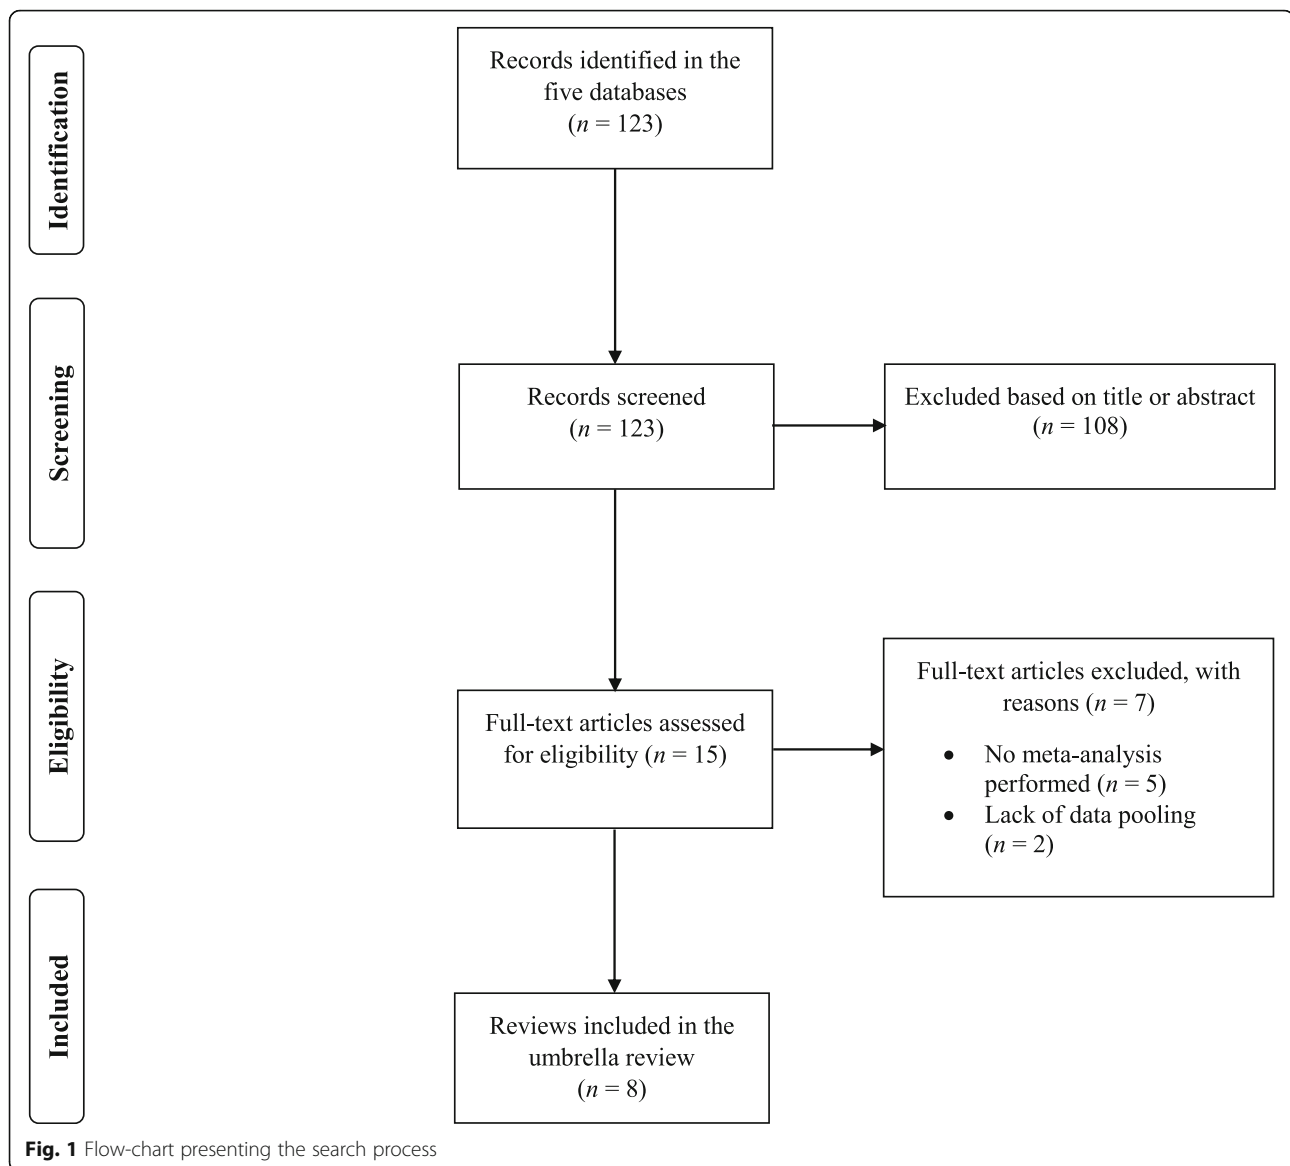 Identification
Records identified in the
five databases
(n = 123)
Screening
Records screened
(n = 123)
Excluded based on title or abstract
(n = 108)
Eligibility
Full-text articles assessed
for eligibility (n = 15)
Full-text articles excluded, with
reasons (n = 7)
• No meta-analysis
performed (n = 5)
• Lack of data pooling
(n = 2)
Included
Reviews included in the
umbrella review
(n = 8)
Fig. 1 Flow-chart presenting the search process